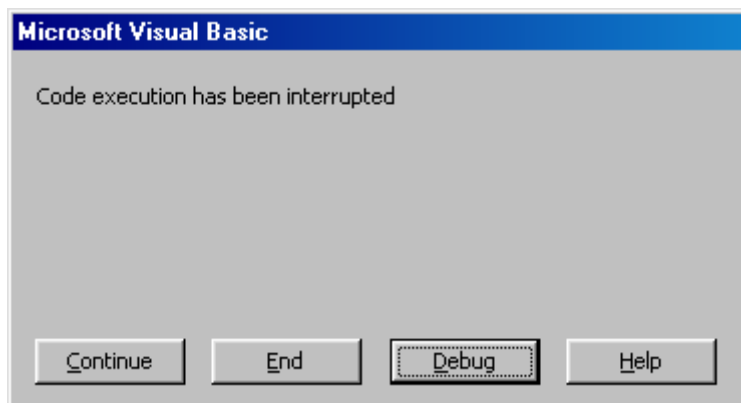 Microsoft Visual Basic
Code execution has been interrupted
Continue End Debug Help